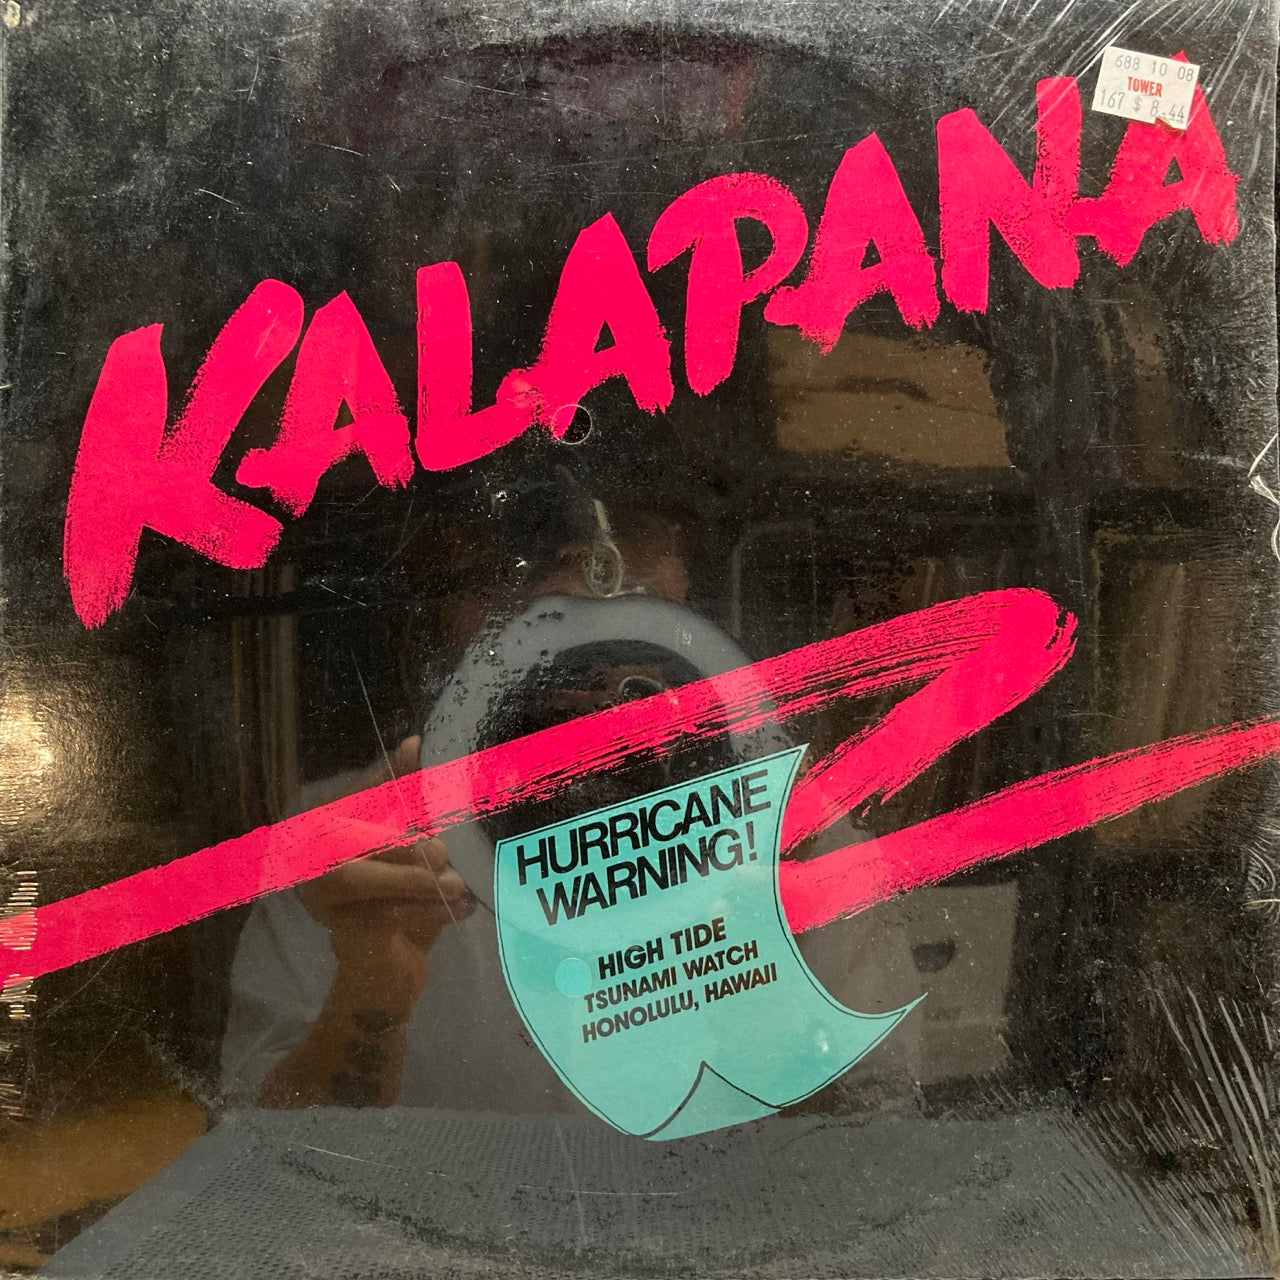 688 10 08
TOWER
167 $ 8.44
KALAPANA
HURRICANE
WARNING!
HIGH TIDE
TSUNAMI WATCH
HONOLULU, HAWAII